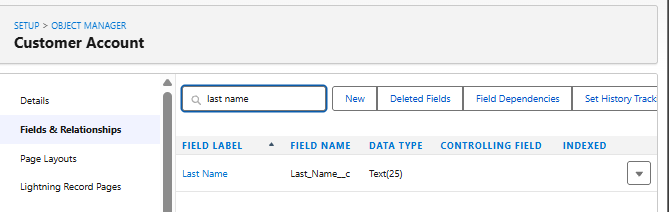 SETUP > OBJECT MANAGER
Customer Account
Details
Fields & Relationships
Page Layouts
Lightning Record Pages
last name
New Deleted Fields Field Dependencies Set History Track
FIELD LABEL FIELD NAME DATA TYPE CONTROLLING FIELD INDEXED
Last Name Last_Name__c Text(25)